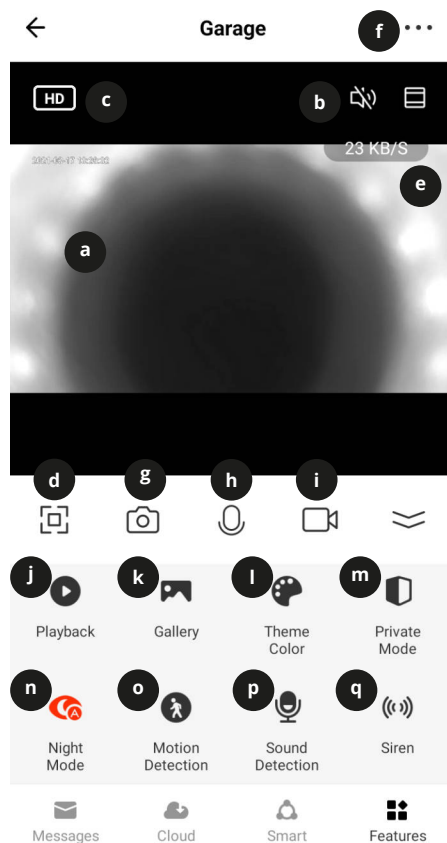 Garage
f
HD
c
b
23 KB/S
e
a
d
g
h
i
j
k
l
m
Playback
Gallery
Theme
Color
Private
Mode
n
A
o
p
q
Night
Mode
Motion
Detection
Sound
Detection
Siren
Messages
Cloud
Smart
Features